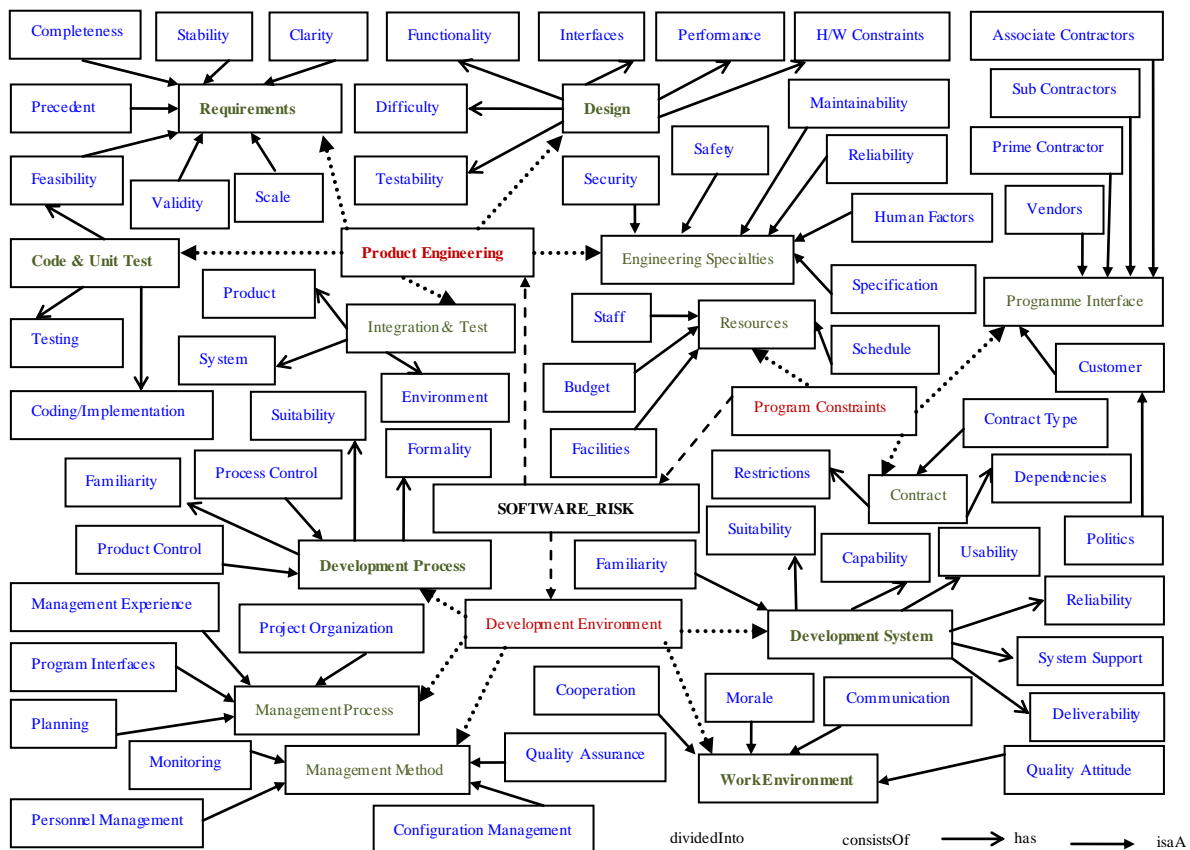 Completeness
Stability
Clarity
Functionality
Interfaces
Performance
H/W Constraints
Associate Contractors
Precedent
Requirements
Difficulty
Design
Maintainability
Sub Contractors
Feasibility
Validity
Scale
Testability
Security
Safety
Reliability
Prime Contractor
Human Factors
Vendors
Code & Unit Test
Product Engineering
Engineering Specialties
Specification
Programme Interface
Product
Integration & Test
Staff
Resources
Schedule
Testing
System
Environment
Budget
Customer
Coding/Implementation
Suitability
Program Constraints
Contract Type
Formality
Facilities
Familiarity
Process Control
Restrictions
Contract
Dependencies
SOFTWARE_RISK
Product Control
Development Process
Familiarity
Suitability
Capability
Usability
Politics
Management Experience
Project Organization
Development Environment
Development System
Reliability
Program Interfaces
System Support
Planning
Management Process
Cooperation
Morale
Communication
Deliverability
Monitoring
Management Method
Quality Assurance
Work Environment
Quality Attitude
Personnel Management
Configuration Management
dividedInto
consistsOf
has
isaA